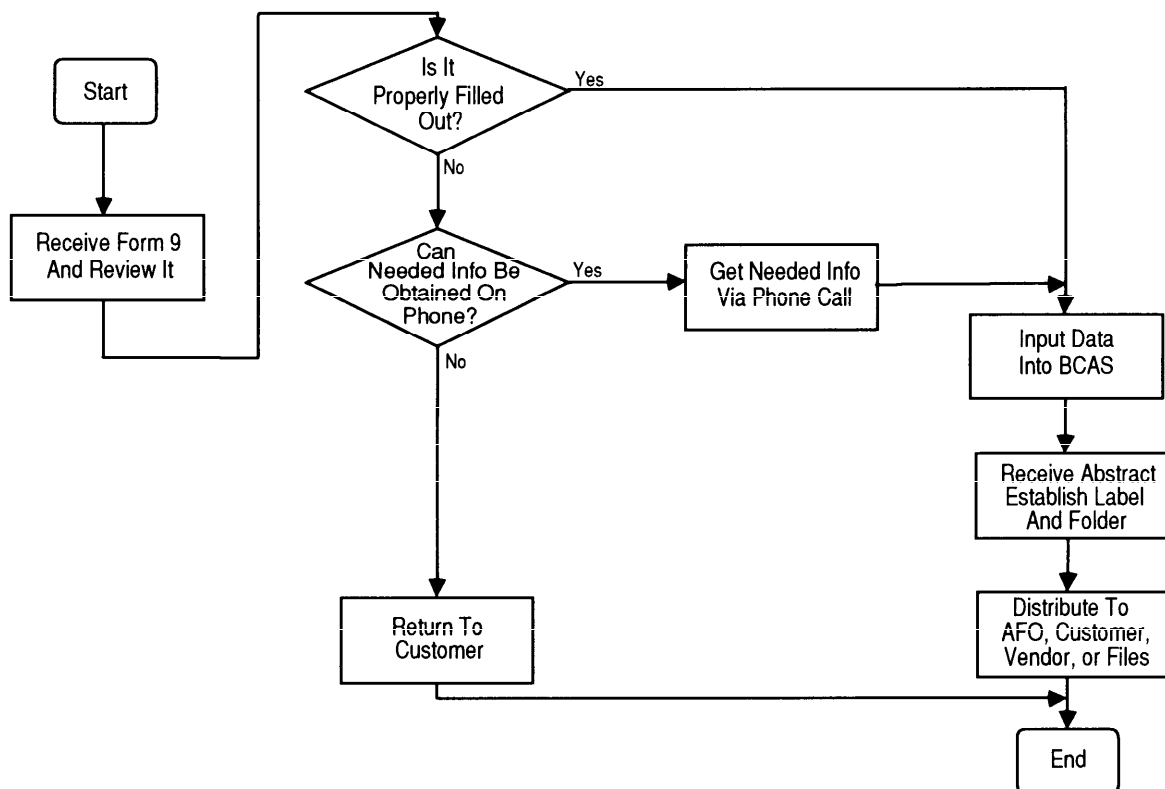 Start
Receive Form 9
And Review It
Is It
Properly Filled
Out?
Yes
No
Can
Needed Info Be
Obtained On
Phone?
Yes
No
Get Needed Info
Via Phone Call
Input Data
Into BCAS
Receive Abstract
Establish Label
And Folder
Return To
Customer
Distribute To
AFO, Customer,
Vendor, or Files
End